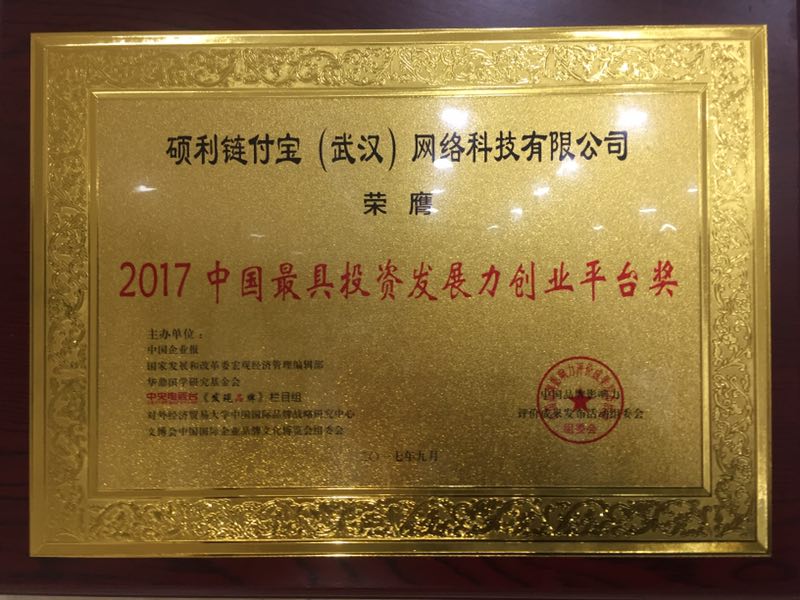 硕利链付宝（武汉）网络科技有限公司
荣膺
2017中国最具投资发展力创业平台奖
主办单位：
中国企业报
国家发展和改革委宏观经济管理编辑部
华鼎国学研究基金会
中央电视台《发现品牌》栏目组
对外经济贸易大学中国国际品牌战略研究中心
文博会中国国际企业品牌文化博览会组委会
中国品牌影响力
评价成果发布活动组委会
组委会
二〇一七年九月